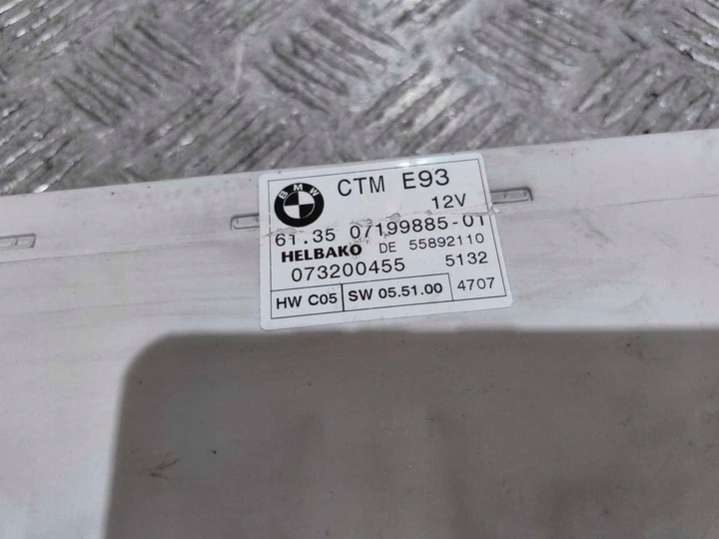 BMW
CTM E93
12V
61.35 07199885-01
HELBAKO DE 55892110
073200455 5132
HW C05 SW 05.51.00 4707